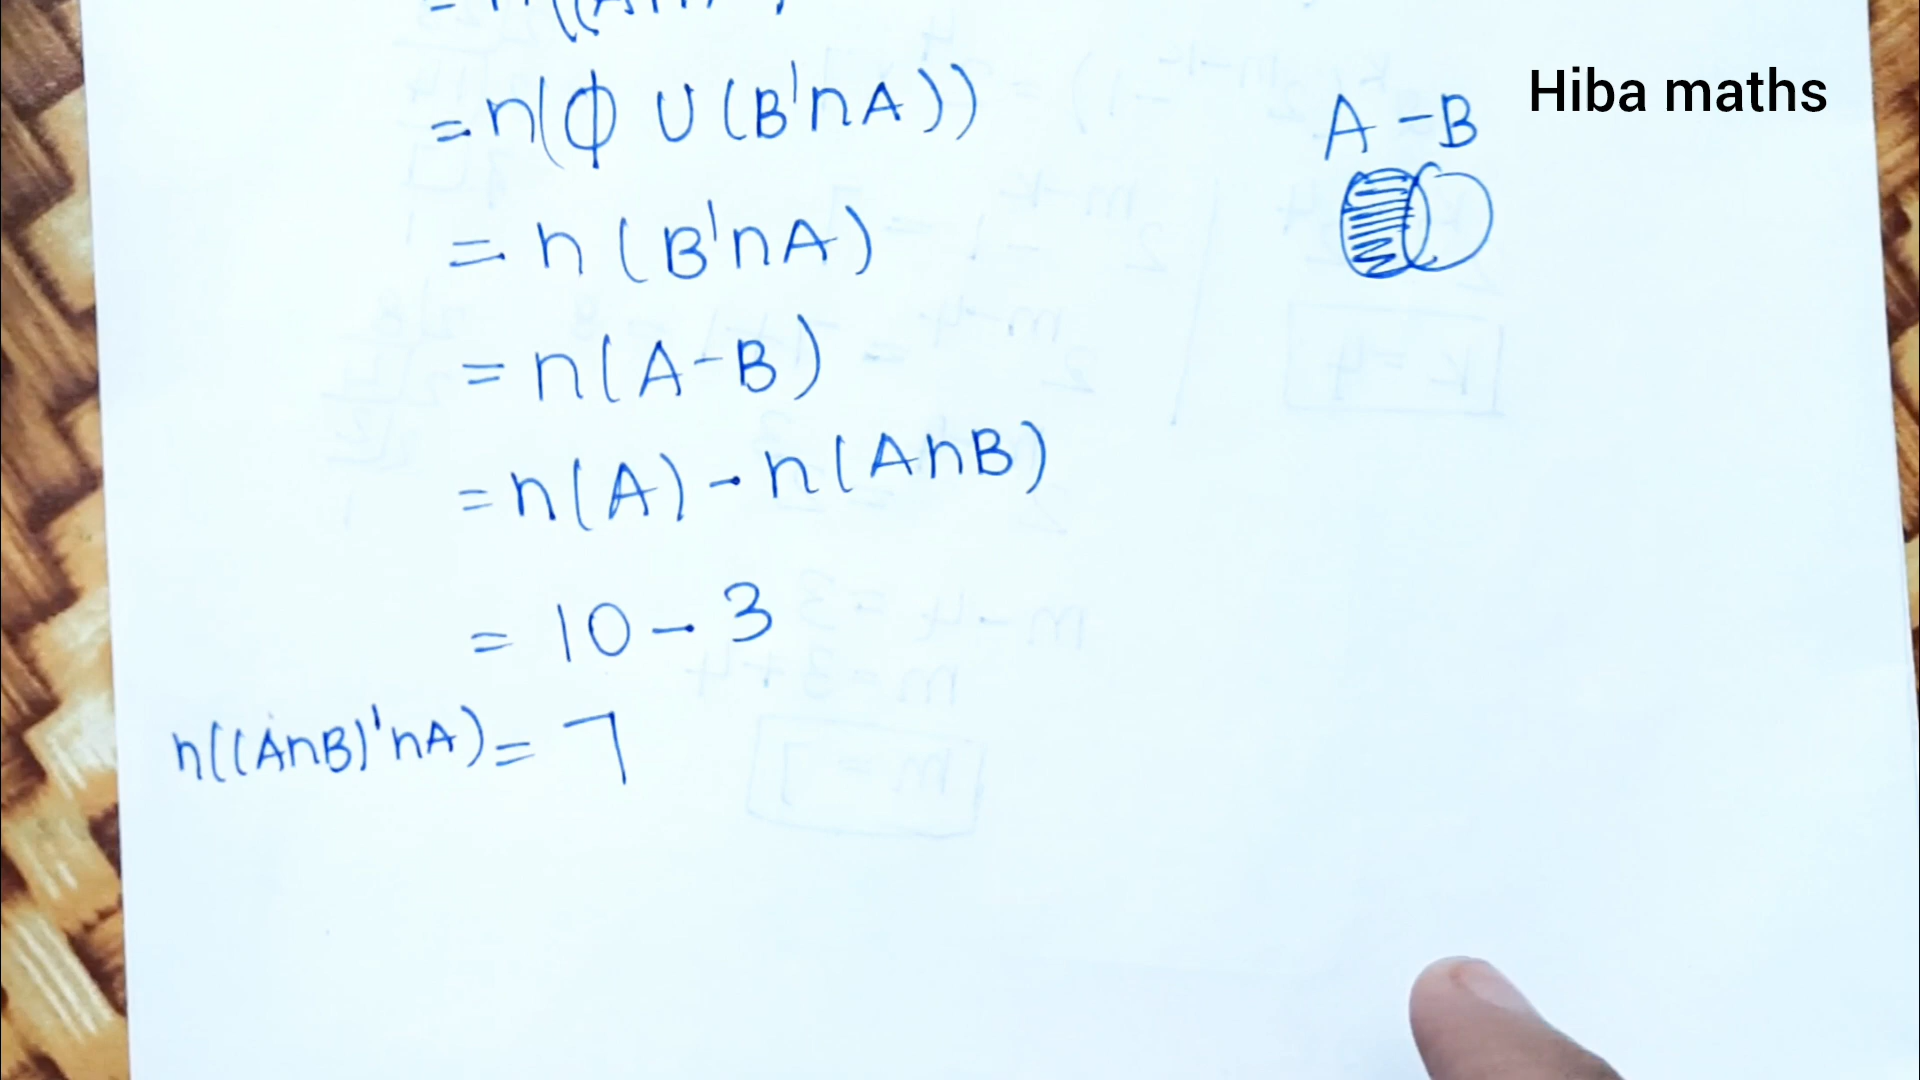 = n(ϕ ∪ (B'∩A))
= n (B'∩A)
= n(A-B)
= n(A) - n(A∩B)
= 10 - 3
n((A∩B)'∩A) = 7
Hiba maths
A - B